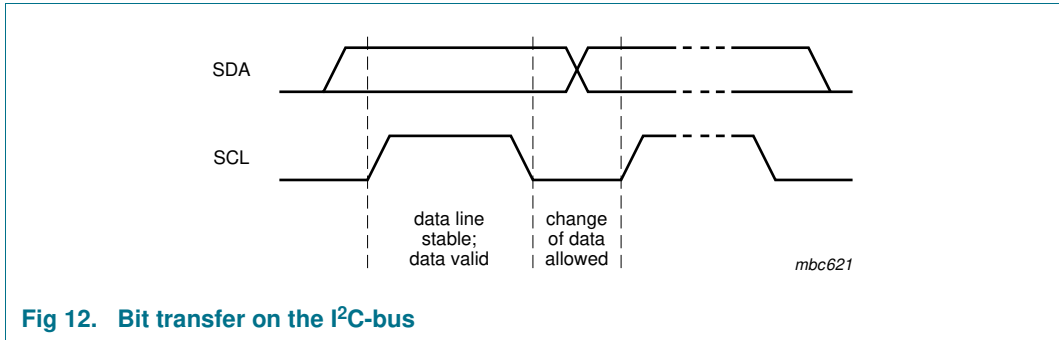 SDA
SCL
data line
stable;
data valid
change
of data
allowed
mbc621
Fig 12. Bit transfer on the I²C-bus